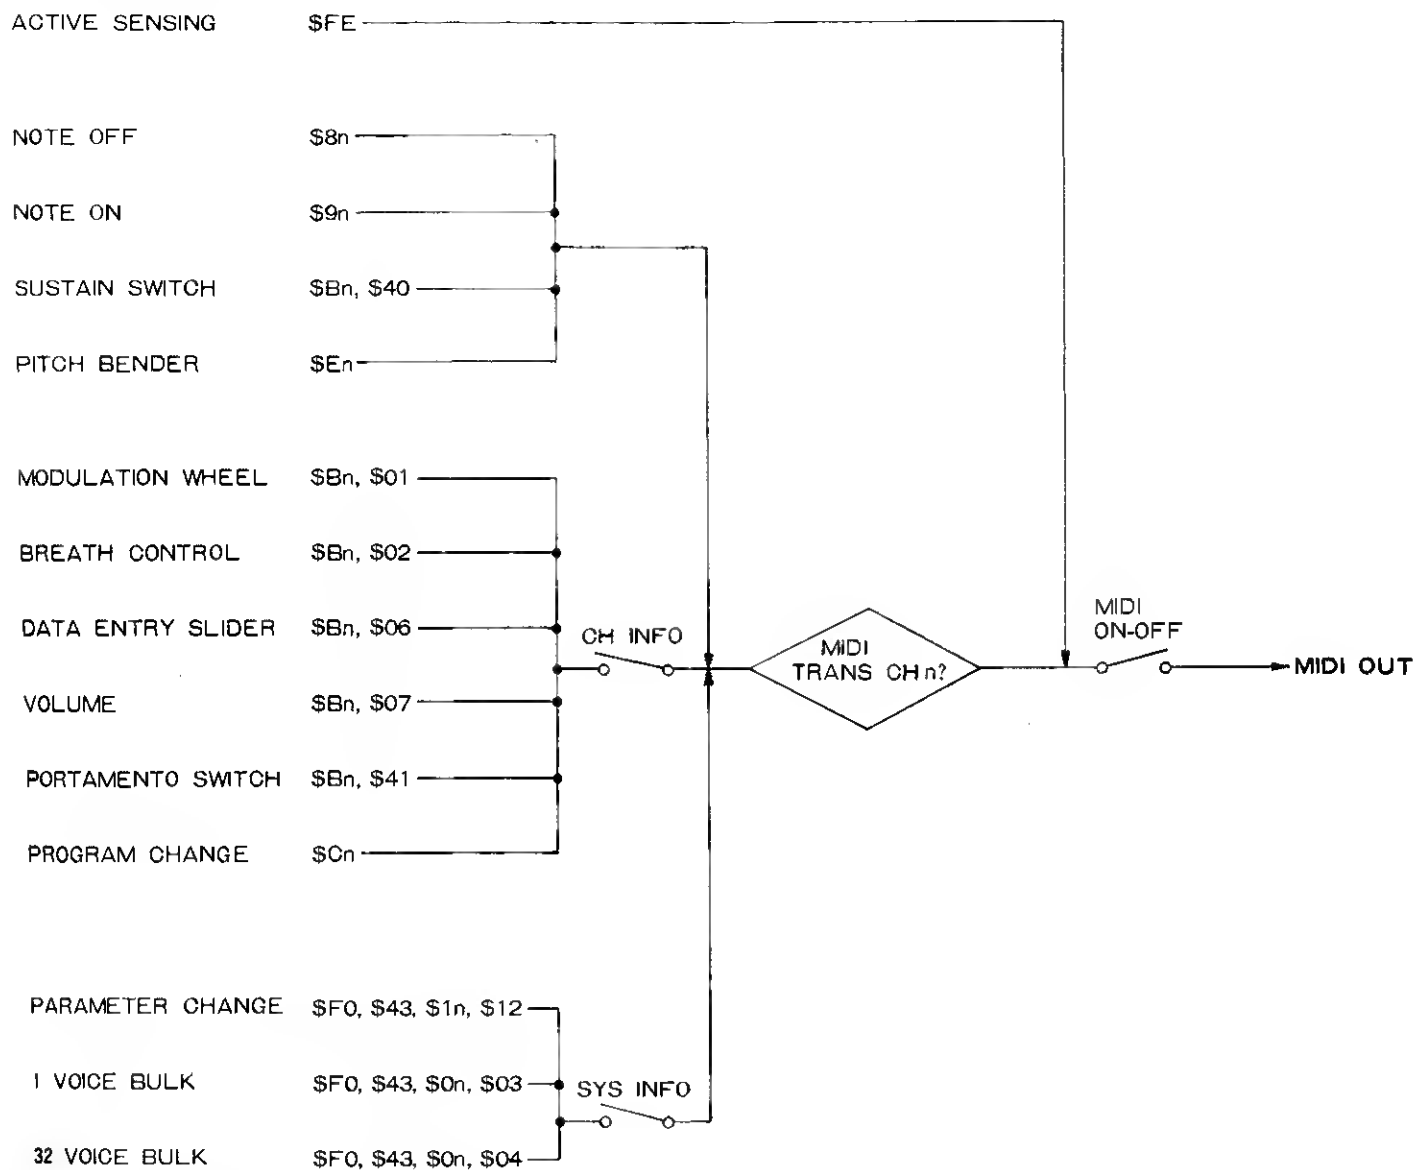 ACTIVE SENSING $FE
NOTE OFF $8n
NOTE ON $9n
SUSTAIN SWITCH $Bn, $40
PITCH BENDER $En
MODULATION WHEEL $Bn, $01
BREATH CONTROL $Bn, $02
DATA ENTRY SLIDER $Bn, $06
VOLUME $Bn, $07
PORTAMENTO SWITCH $Bn, $41
PROGRAM CHANGE $Cn
CH INFO
MIDI
TRANS CH n?
MIDI
ON-OFF
MIDI OUT
PARAMETER CHANGE $F0, $43, $1n, $12
1 VOICE BULK $F0, $43, $0n, $03
SYS INFO
32 VOICE BULK $F0, $43, $0n, $04